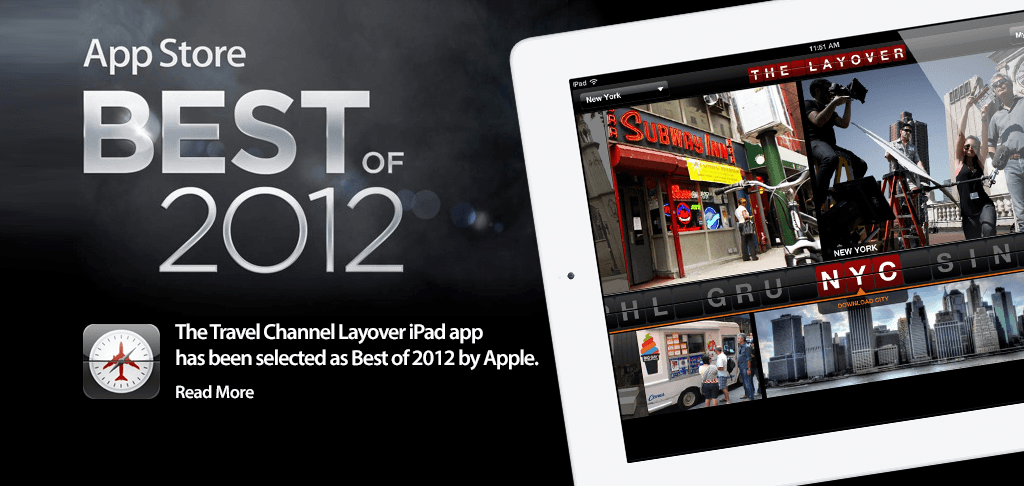 App Store
BEST OF
2012
The Travel Channel Layover iPad app
has been selected as Best of 2012 by Apple.
Read More
iPad
11:51 AM
My
New York
THE LAYOVER
SUBWAY INN
NEW YORK
HL GRU NYC SIN
DOWNLOAD CITY